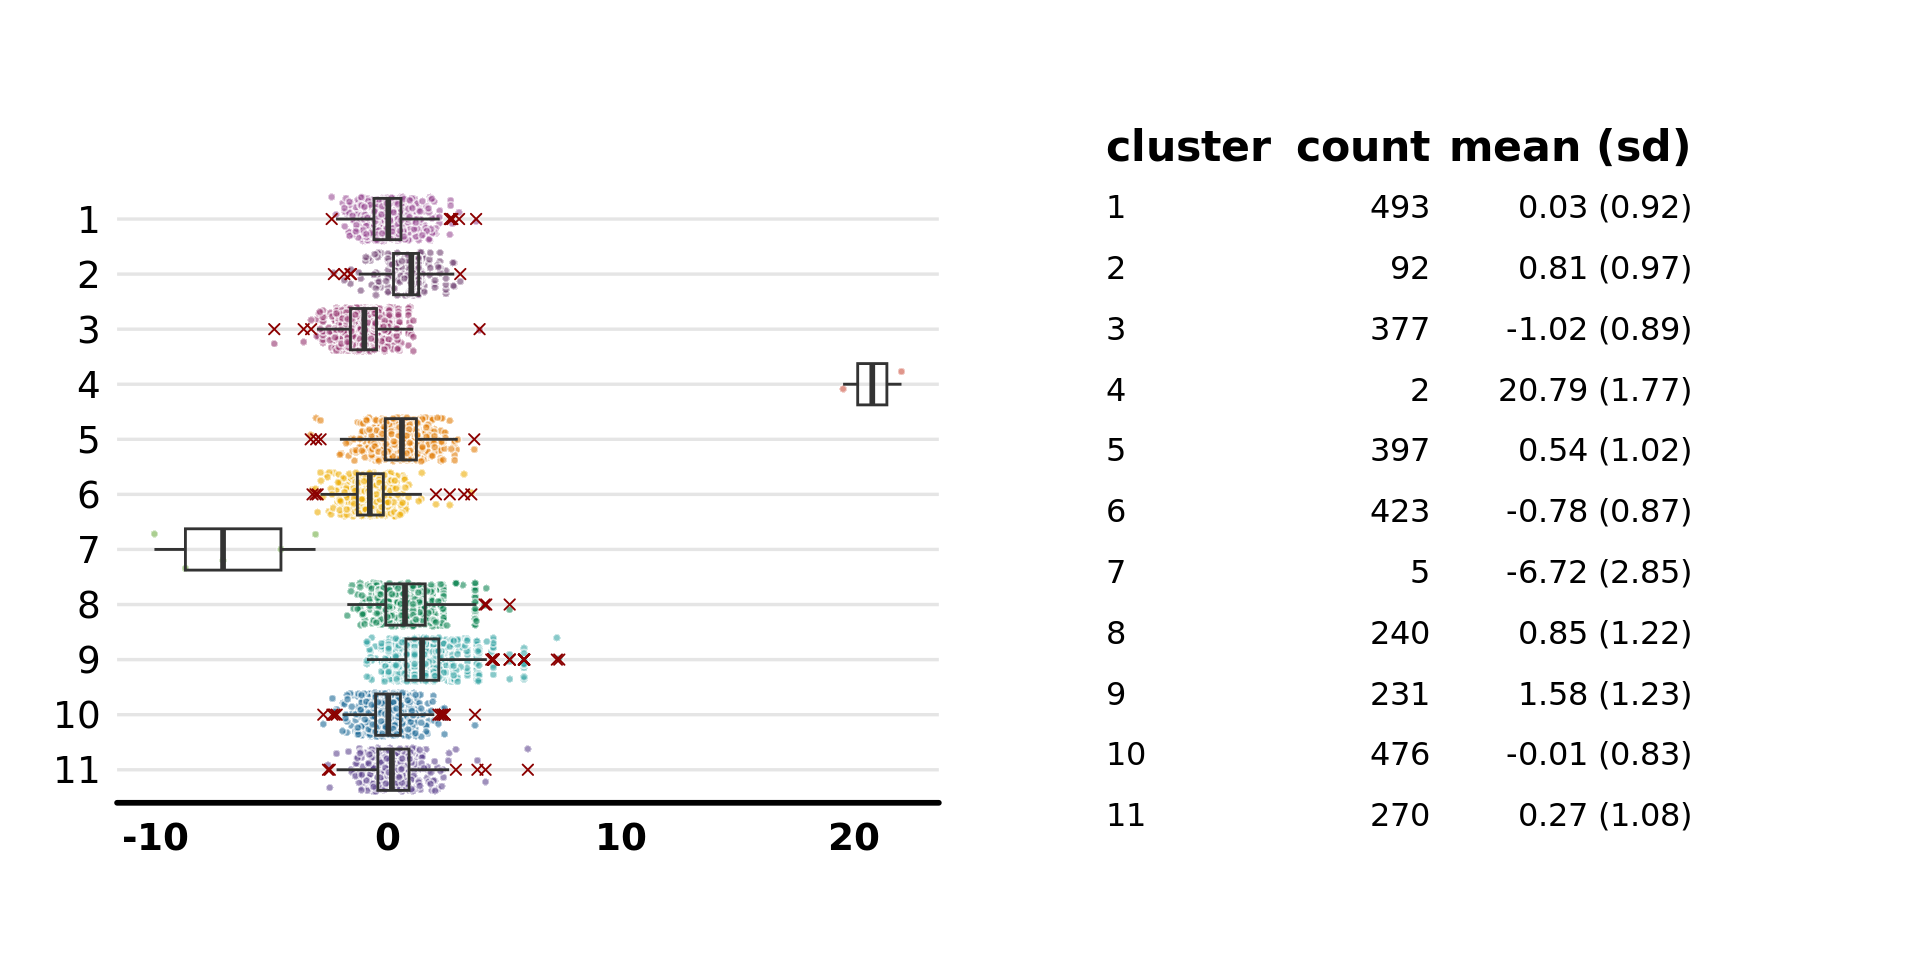 cluster count mean (sd)
1 493 0.03 (0.92)
2 92 0.81 (0.97)
3 377 -1.02 (0.89)
4 2 20.79 (1.77)
5 397 0.54 (1.02)
6 423 -0.78 (0.87)
7 5 -6.72 (2.85)
8 240 0.85 (1.22)
9 231 1.58 (1.23)
10 476 -0.01 (0.83)
11 270 0.27 (1.08)
1
2
3
4
5
6
7
8
9
10
11
-10 0 10 20